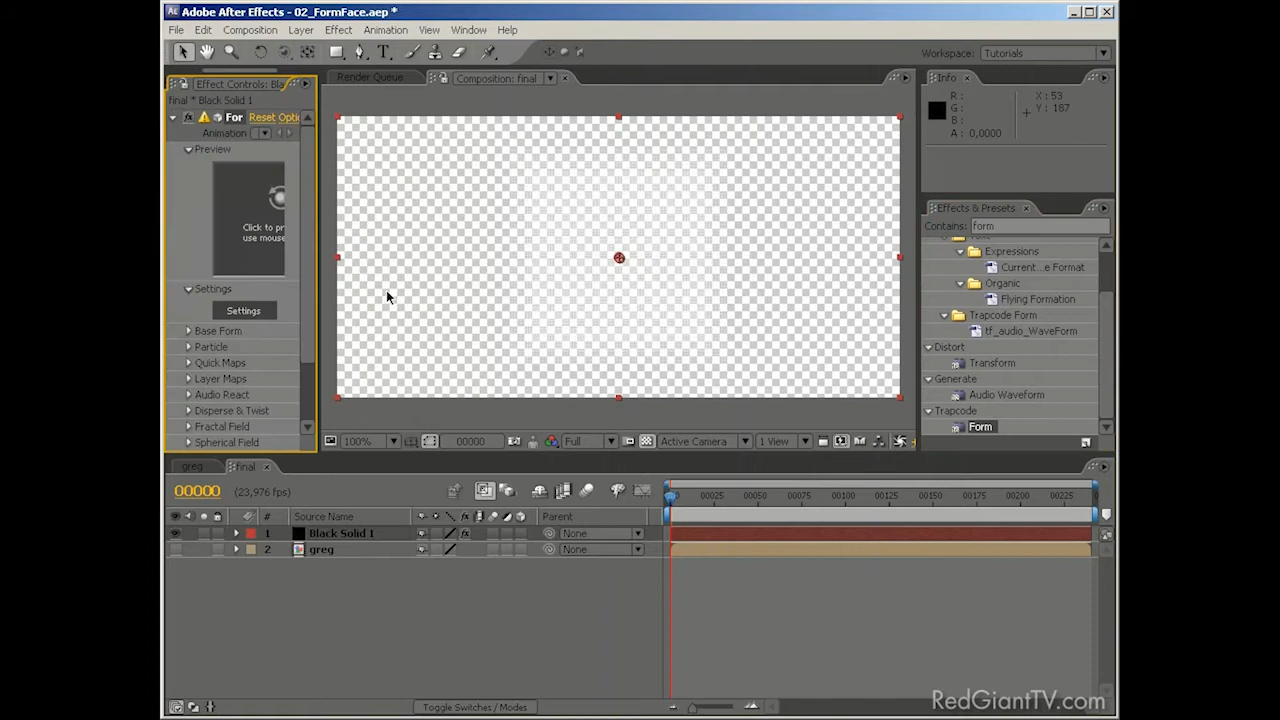 Adobe After Effects - 02_FormFace.aep *
File Edit Composition Layer Effect Animation View Window Help
Workspace: Tutorials
Effect Controls: Bla
Render Queue
Composition: final
Info
final * Black Solid 1
R:
G:
B:
A: 0,0000
X: 53
Y: 187
For Reset Optio
Animation
Preview
Click to pr
use mouse
Settings
Settings
Base Form
Particle
Quick Maps
Layer Maps
Audio React
Disperse & Twist
Fractal Field
Spherical Field
Effects & Presets
Contains: form
Expressions
Current...e Format
Organic
Flying Formation
Trapcode Form
tf_audio_WaveForm
Distort
Transform
Generate
Audio Waveform
Trapcode
Form
100% 00000 Full Active Camera 1 View
greg
final
00000 (23,976 fps)
00025 00050 00075 00100 00125 00150 00175 00200 00225
# Source Name Parent
1 Black Solid 1 None
2 greg None
Toggle Switches / Modes
RedGiantTV.com